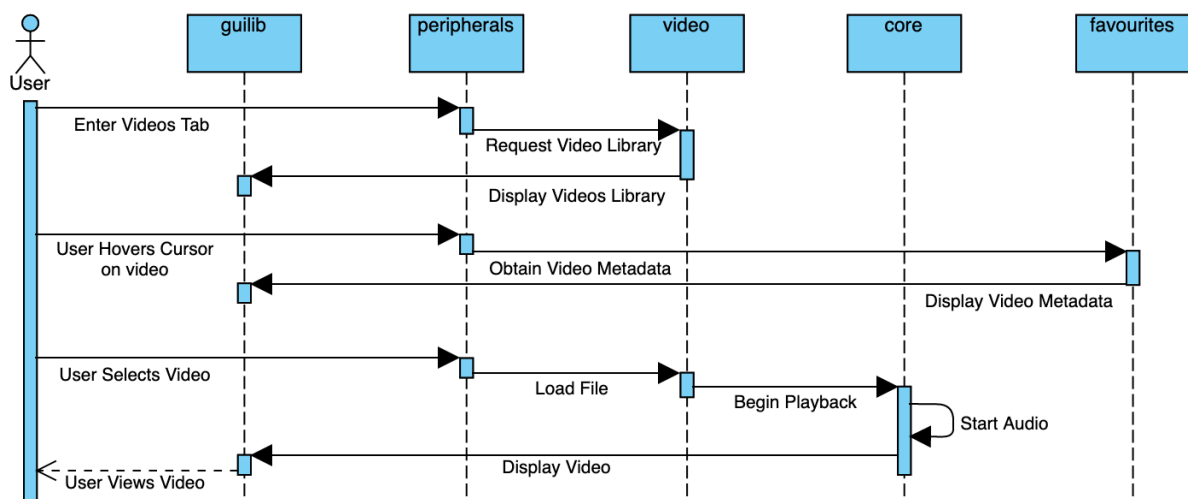 guilib
peripherals
video
core
favourites
User
Enter Videos Tab
Request Video Library
Display Videos Library
User Hovers Cursor
on video
Obtain Video Metadata
Display Video Metadata
User Selects Video
Load File
Begin Playback
Start Audio
Display Video
User Views Video